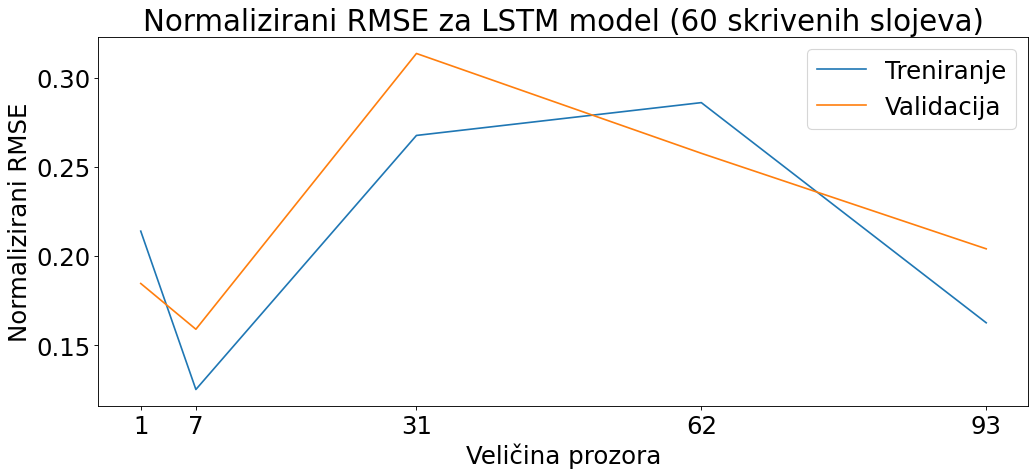 Normalizirani RMSE za LSTM model (60 skrivenih slojeva)
Treniranje
Validacija
Normalizirani RMSE
0.30
0.25
0.20
0.15
1 7 31 62 93
Veličina prozora